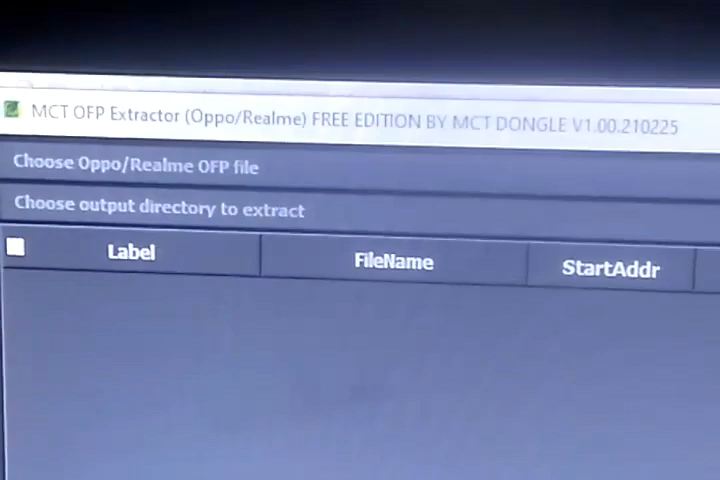 MCT OFP Extractor (Oppo/Realme) FREE EDITION BY MCT DONGLE V1.00.210225
Choose Oppo/Realme OFP file
Choose output directory to extract
Label FileName StartAddr